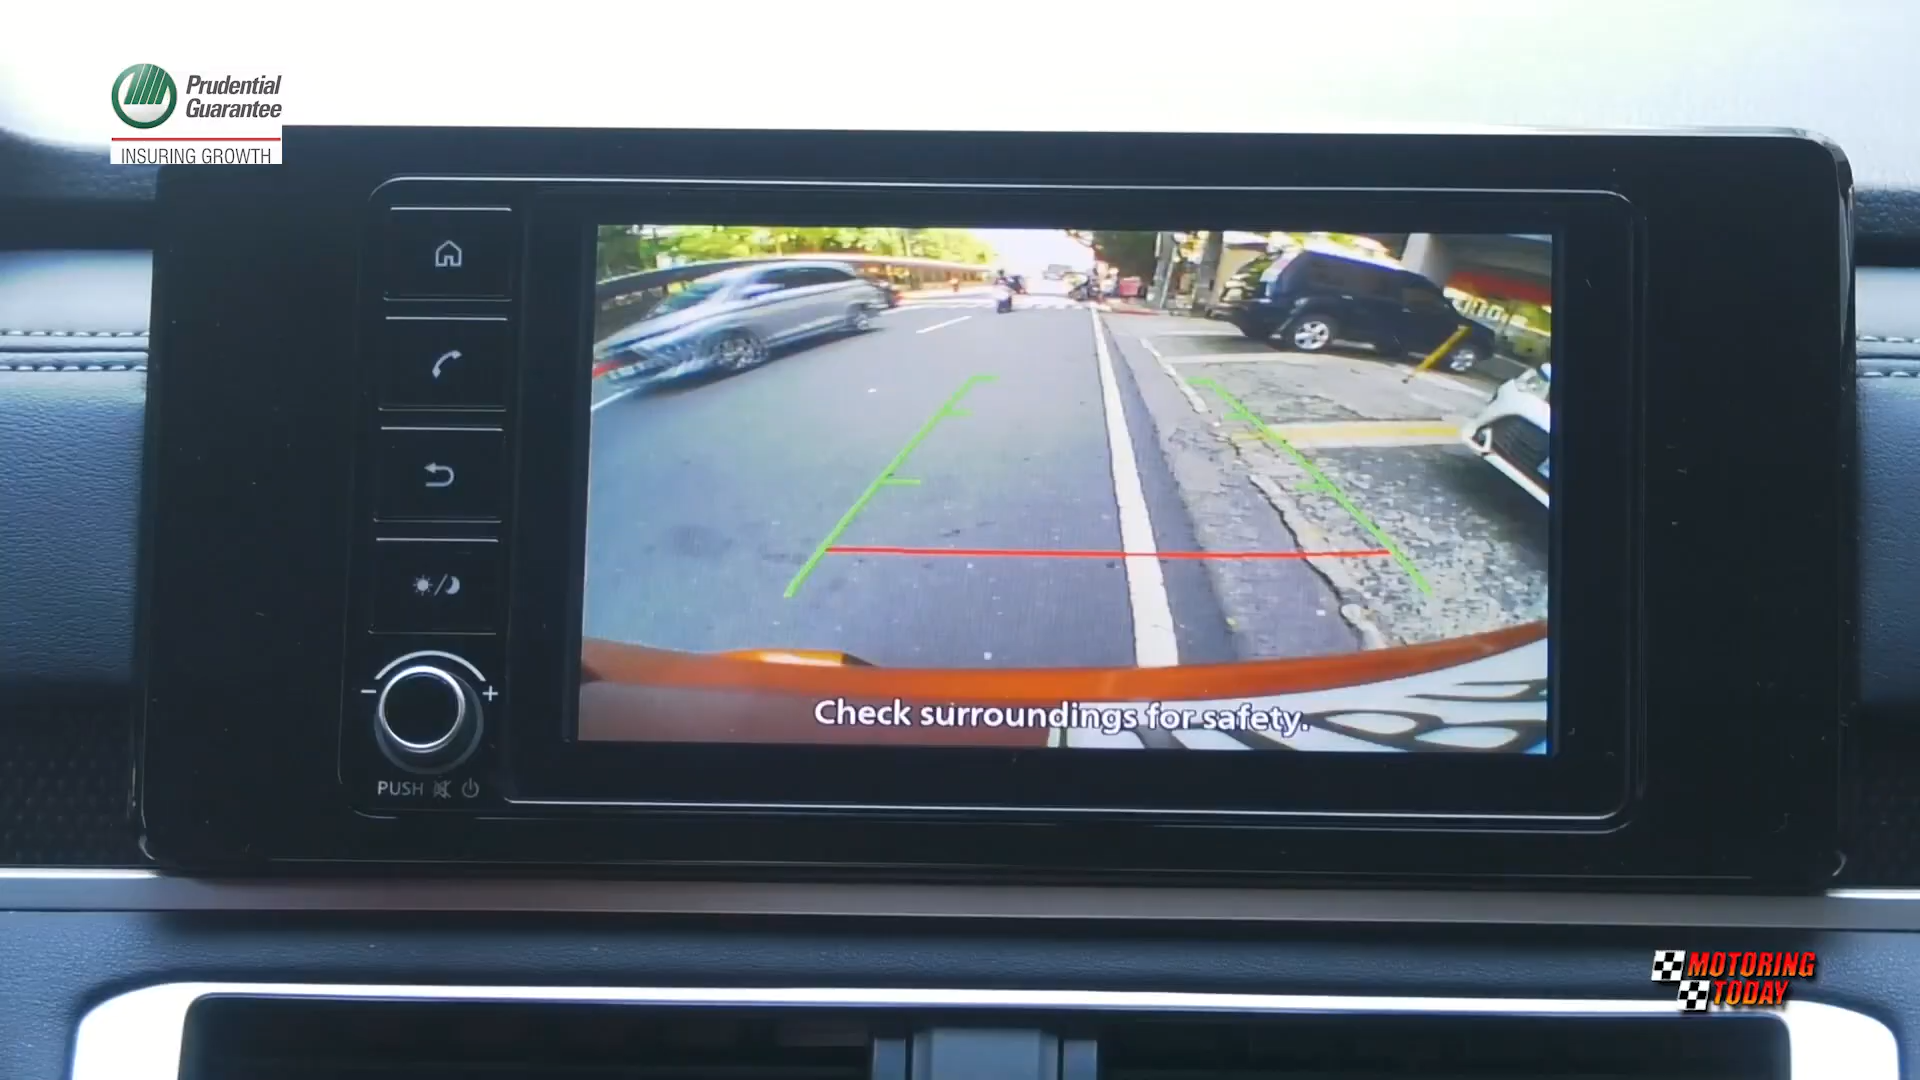 Prudential
Guarantee
INSURING GROWTH
Check surroundings for safety.
- +
PUSH
MOTORING
TODAY